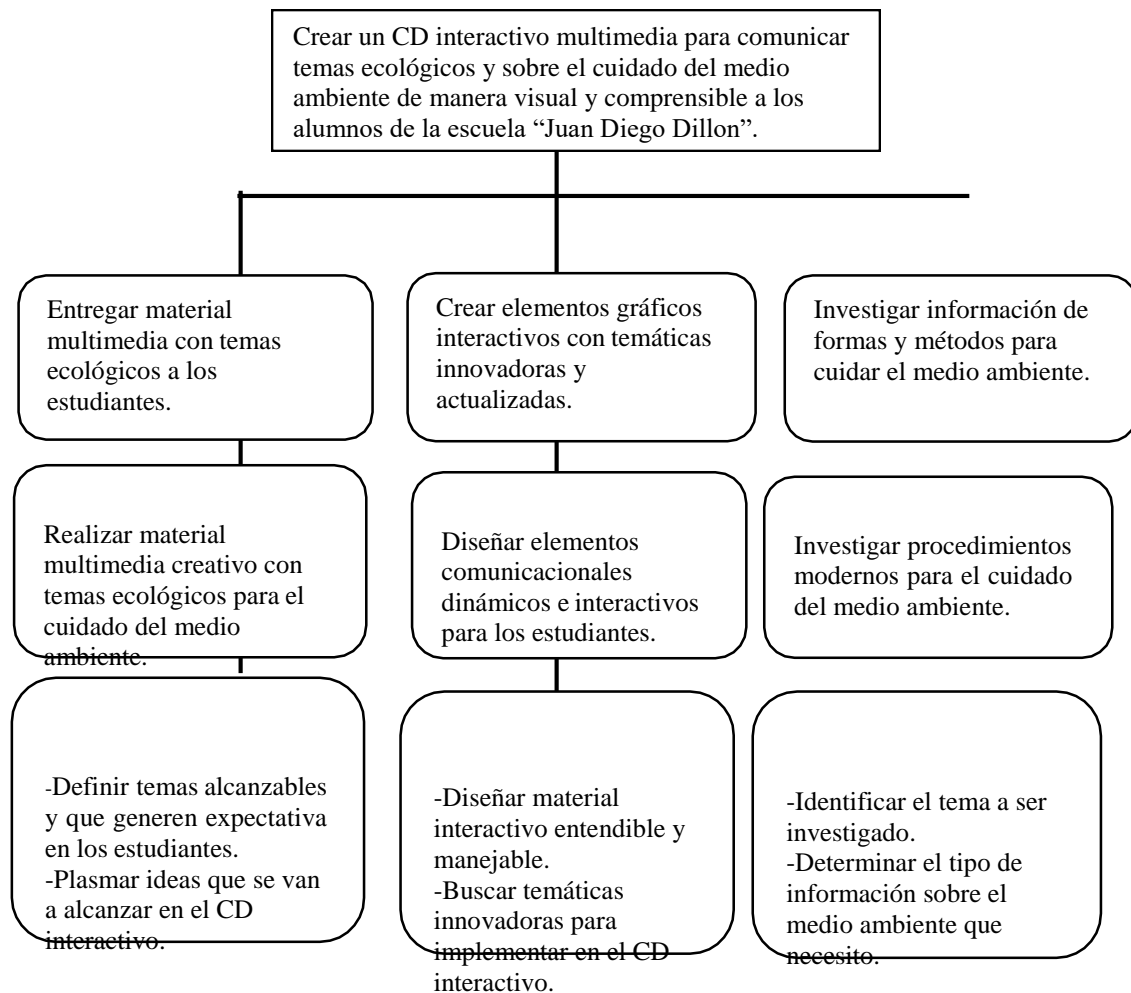 Crear un CD interactivo multimedia para comunicar
temas ecológicos y sobre el cuidado del medio
ambiente de manera visual y comprensible a los
alumnos de la escuela “Juan Diego Dillon”.
Entregar material
multimedia con temas
ecológicos a los
estudiantes.
Crear elementos gráficos
interactivos con temáticas
innovadoras y
actualizadas.
Investigar información de
formas y métodos para
cuidar el medio ambiente.
Realizar material
multimedia creativo con
temas ecológicos para el
cuidado del medio
ambiente.
Diseñar elementos
comunicacionales
dinámicos e interactivos
para los estudiantes.
Investigar procedimientos
modernos para el cuidado
del medio ambiente.
-Definir temas alcanzables
y que generen expectativa
en los estudiantes.
-Plasmar ideas que se van
a alcanzar en el CD
interactivo.
-Diseñar material
interactivo entendible y
manejable.
-Buscar temáticas
innovadoras para
implementar en el CD
interactivo.
-Identificar el tema a ser
investigado.
-Determinar el tipo de
información sobre el
medio ambiente que
necesito.